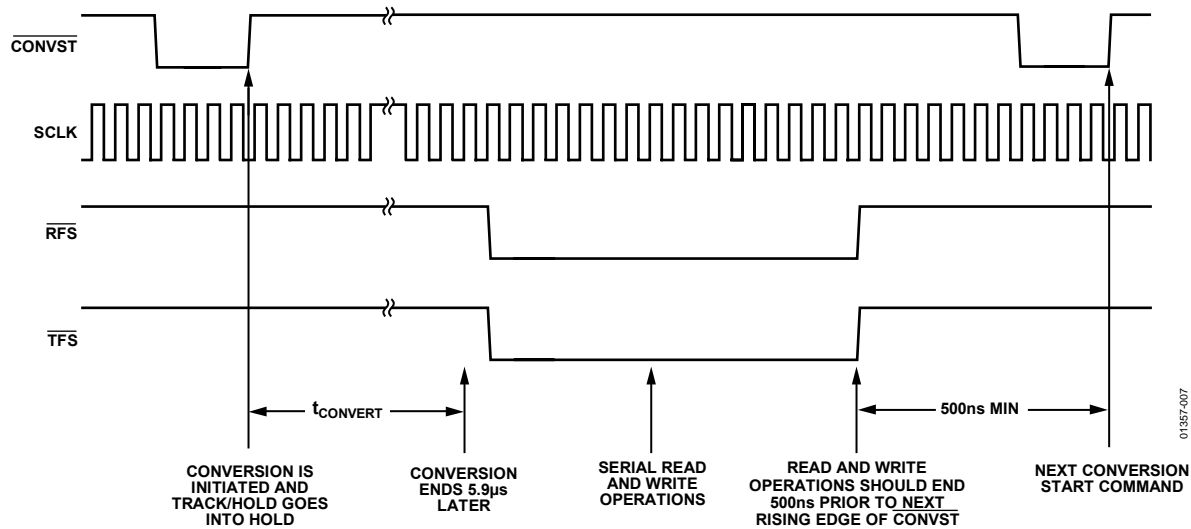 CONVST
SCLK
RFS
TFS
tCONVERT
500ns MIN
CONVERSION IS
INITIATED AND
TRACK/HOLD GOES
INTO HOLD
CONVERSION
ENDS 5.9µs
LATER
SERIAL READ
AND WRITE
OPERATIONS
READ AND WRITE
OPERATIONS SHOULD END
500ns PRIOR TO NEXT
RISING EDGE OF CONVST
NEXT CONVERSION
START COMMAND
01357-007